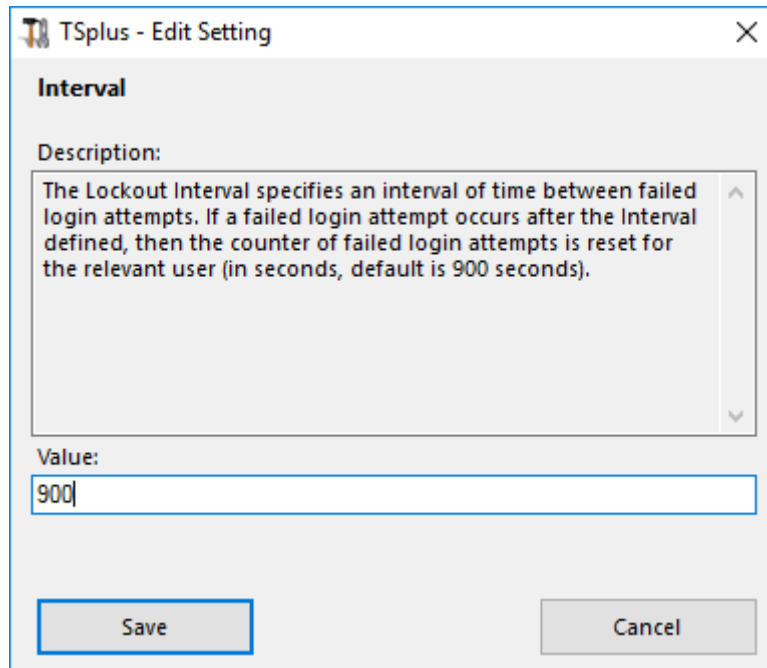 TSplus - Edit Setting
Interval
Description:
The Lockout Interval specifies an interval of time between failed
login attempts. If a failed login attempt occurs after the Interval
defined, then the counter of failed login attempts is reset for
the relevant user (in seconds, default is 900 seconds).
Value:
900
Save
Cancel